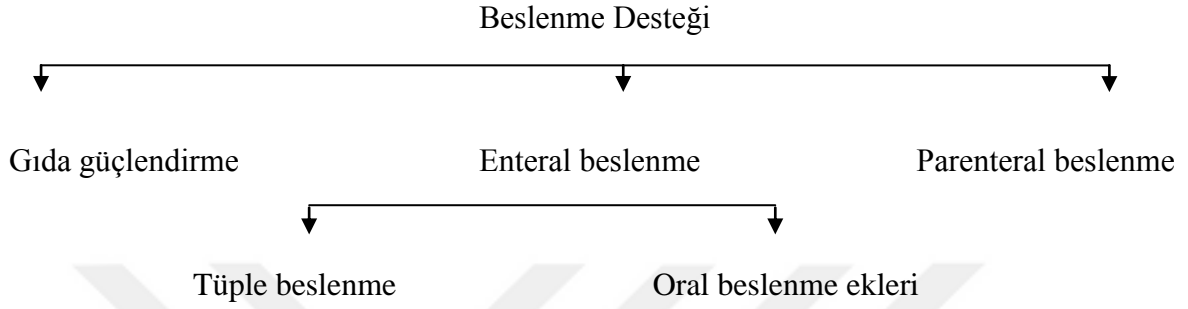 Beslenme Desteği
Gıda güçlendirme Enteral beslenme Parenteral beslenme
Tüple beslenme Oral beslenme ekleri